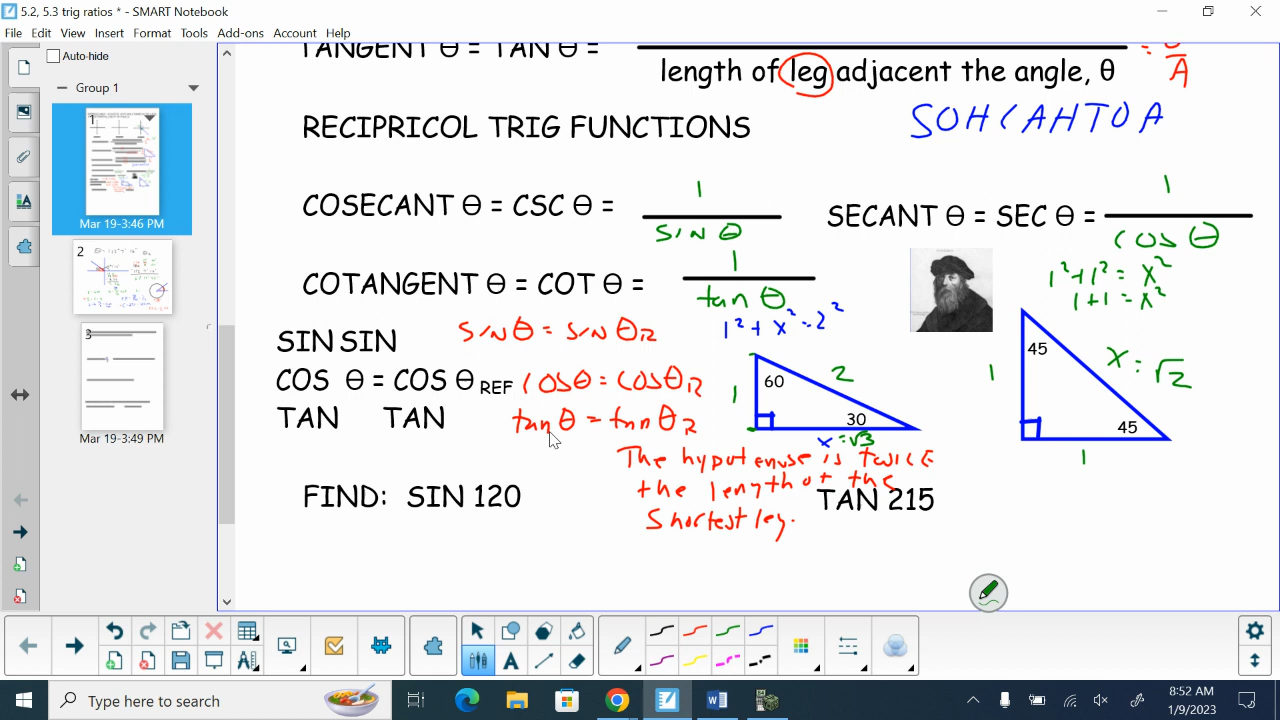 5.2, 5.3 trig ratios * - SMART Notebook
File Edit View Insert Format Tools Add-ons Account Help
Auto-hide
Group 1
1
Mar 19-3:46 PM
2
3
Mar 19-3:49 PM
TANGENT θ = TAN θ =
length of leg adjacent the angle, θ
= O/A
RECIPRICOL TRIG FUNCTIONS
SOHCAHTOA
COSECANT θ = CSC θ = 1
sin θ
SECANT θ = SEC θ = 1
cos θ
COTANGENT θ = COT θ = 1
tan θ
1² + 1² = x²
1 + 1 = x²
x = √2
1
1
45
45
1² + x² = 2²
60
30
1
2
x = √3
SIN SIN
COS θ = COS θ REF
TAN TAN
sin θ = sin θR
cos θ = cos θR
tan θ = tan θR
The hypotenuse is twice
the length of the
shortest leg.
FIND: SIN 120
TAN 215
Type here to search
8:52 AM
1/9/2023